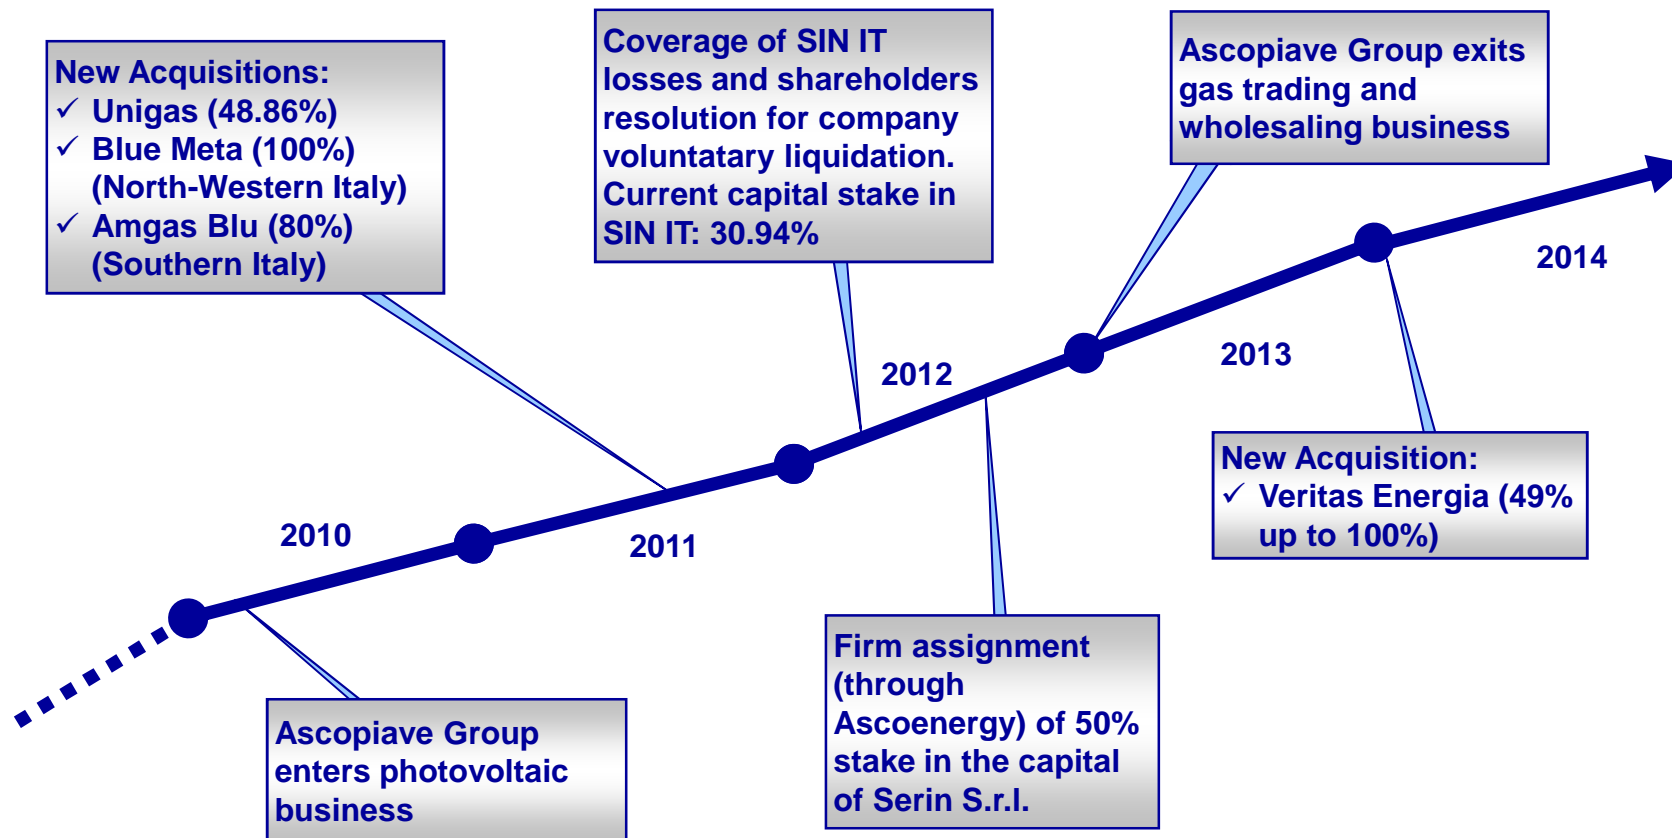 New Acquisitions:
✓ Unigas (48.86%)
✓ Blue Meta (100%)
(North-Western Italy)
✓ Amgas Blu (80%)
(Southern Italy)
Coverage of SIN IT
losses and shareholders
resolution for company
voluntatary liquidation.
Current capital stake in
SIN IT: 30.94%
Ascopiave Group exits
gas trading and
wholesaling business
2014
2013
2012
2011
2010
New Acquisition:
✓ Veritas Energia (49%
up to 100%)
Firm assignment
(through
Ascoenergy) of 50%
stake in the capital
of Serin S.r.l.
Ascopiave Group
enters photovoltaic
business